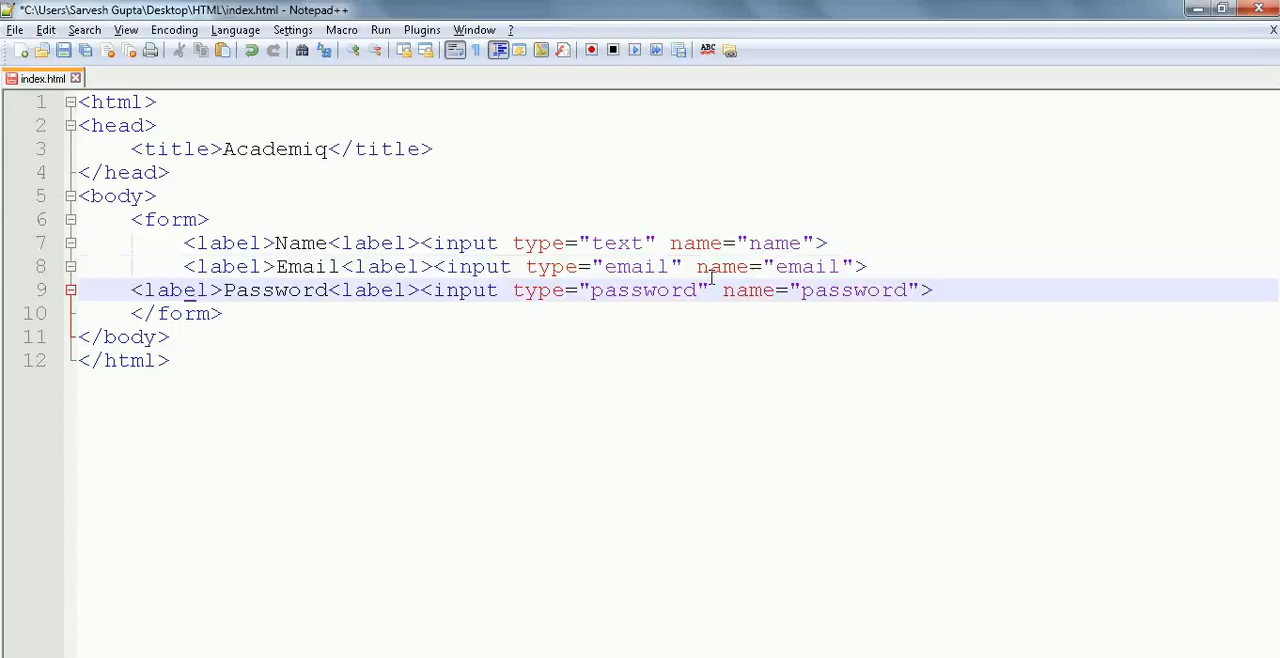 *C:\Users\Sarvesh Gupta\Desktop\HTML\index.html - Notepad++
File Edit Search View Encoding Language Settings Macro Run Plugins Window ? X
ABC
index.html
1 <html>
2 <head>
3 <title>Academiq</title>
4 </head>
5 <body>
6 <form>
7 <label>Name<label><input type="text" name="name">
8 <label>Email<label><input type="email" name="email">
9 <label>Password<label><input type="password" name="password">
10 </form>
11 </body>
12 </html>